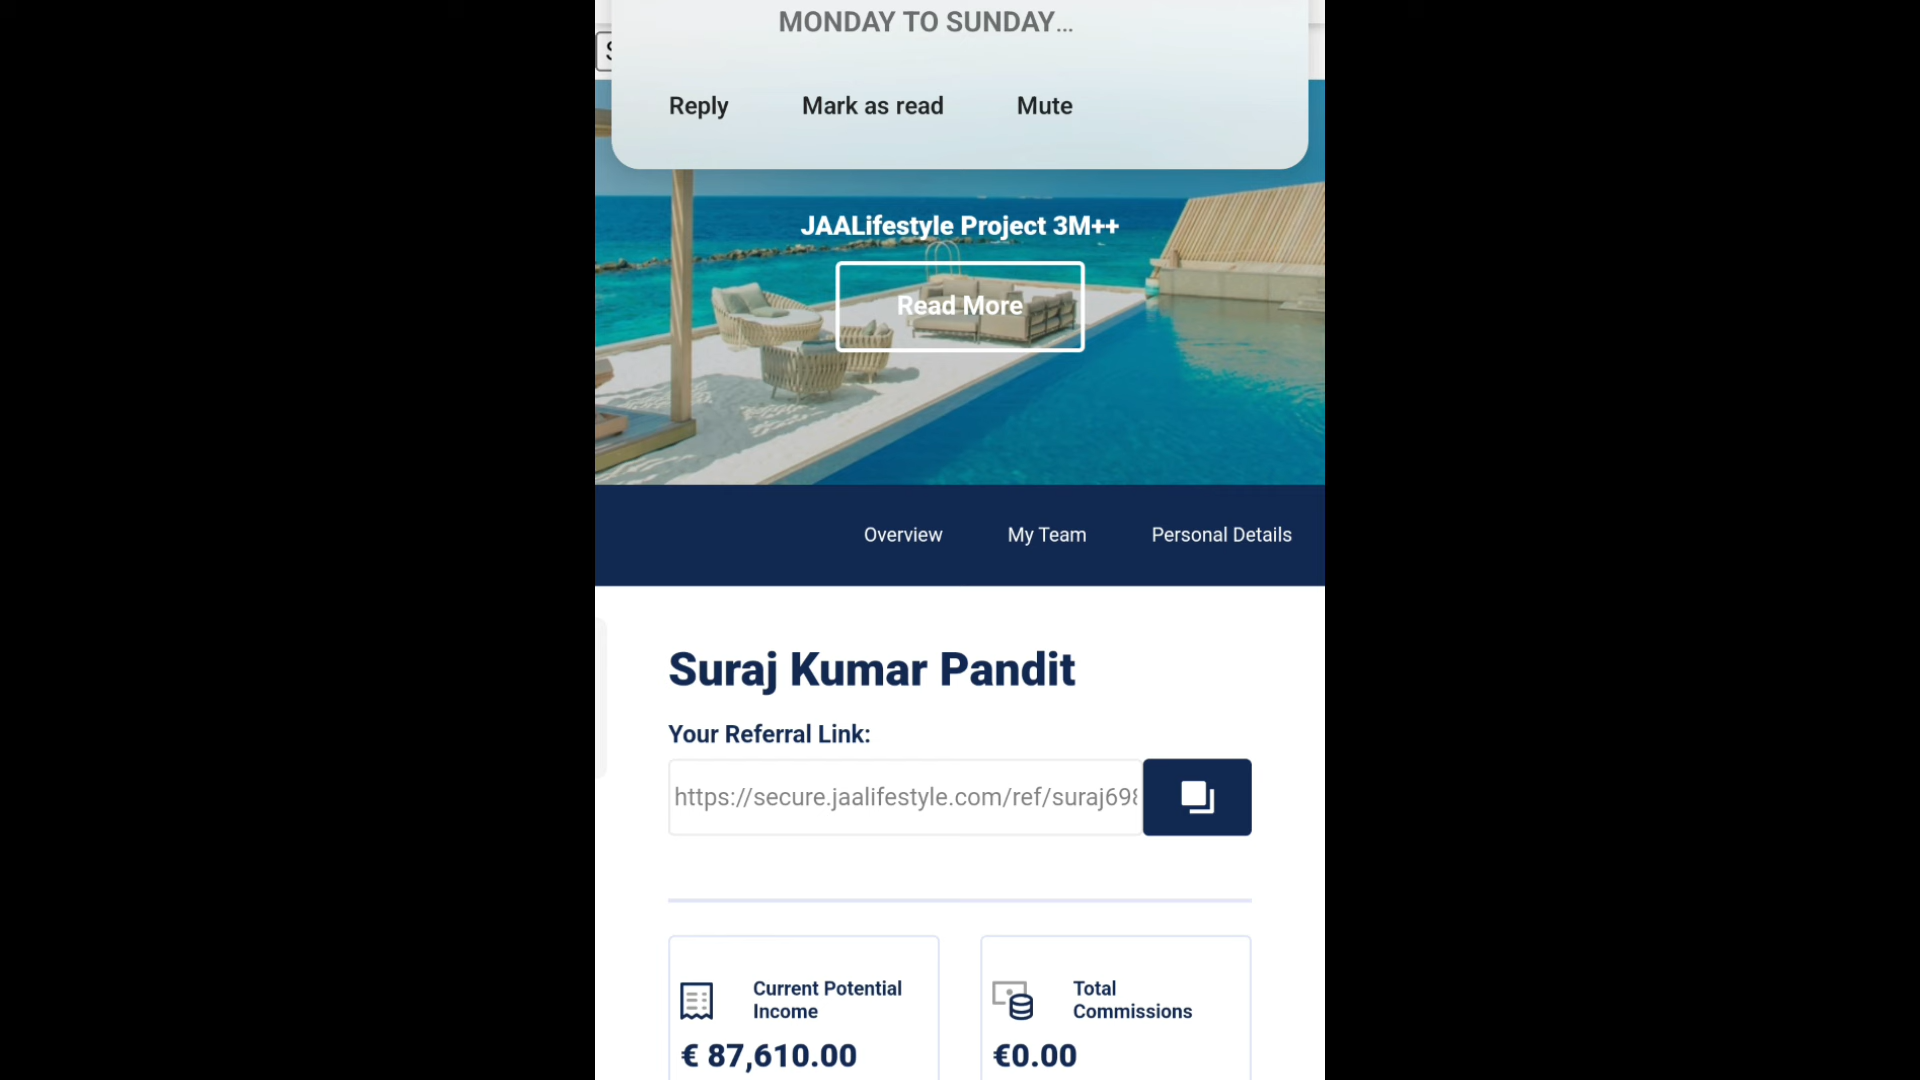 MONDAY TO SUNDAY...
Reply Mark as read Mute
JAALifestyle Project 3M++
Read More
Overview My Team Personal Details
Suraj Kumar Pandit
Your Referral Link:
https://secure.jaalifestyle.com/ref/suraj698
Current Potential
Income
€ 87,610.00
Total
Commissions
€0.00